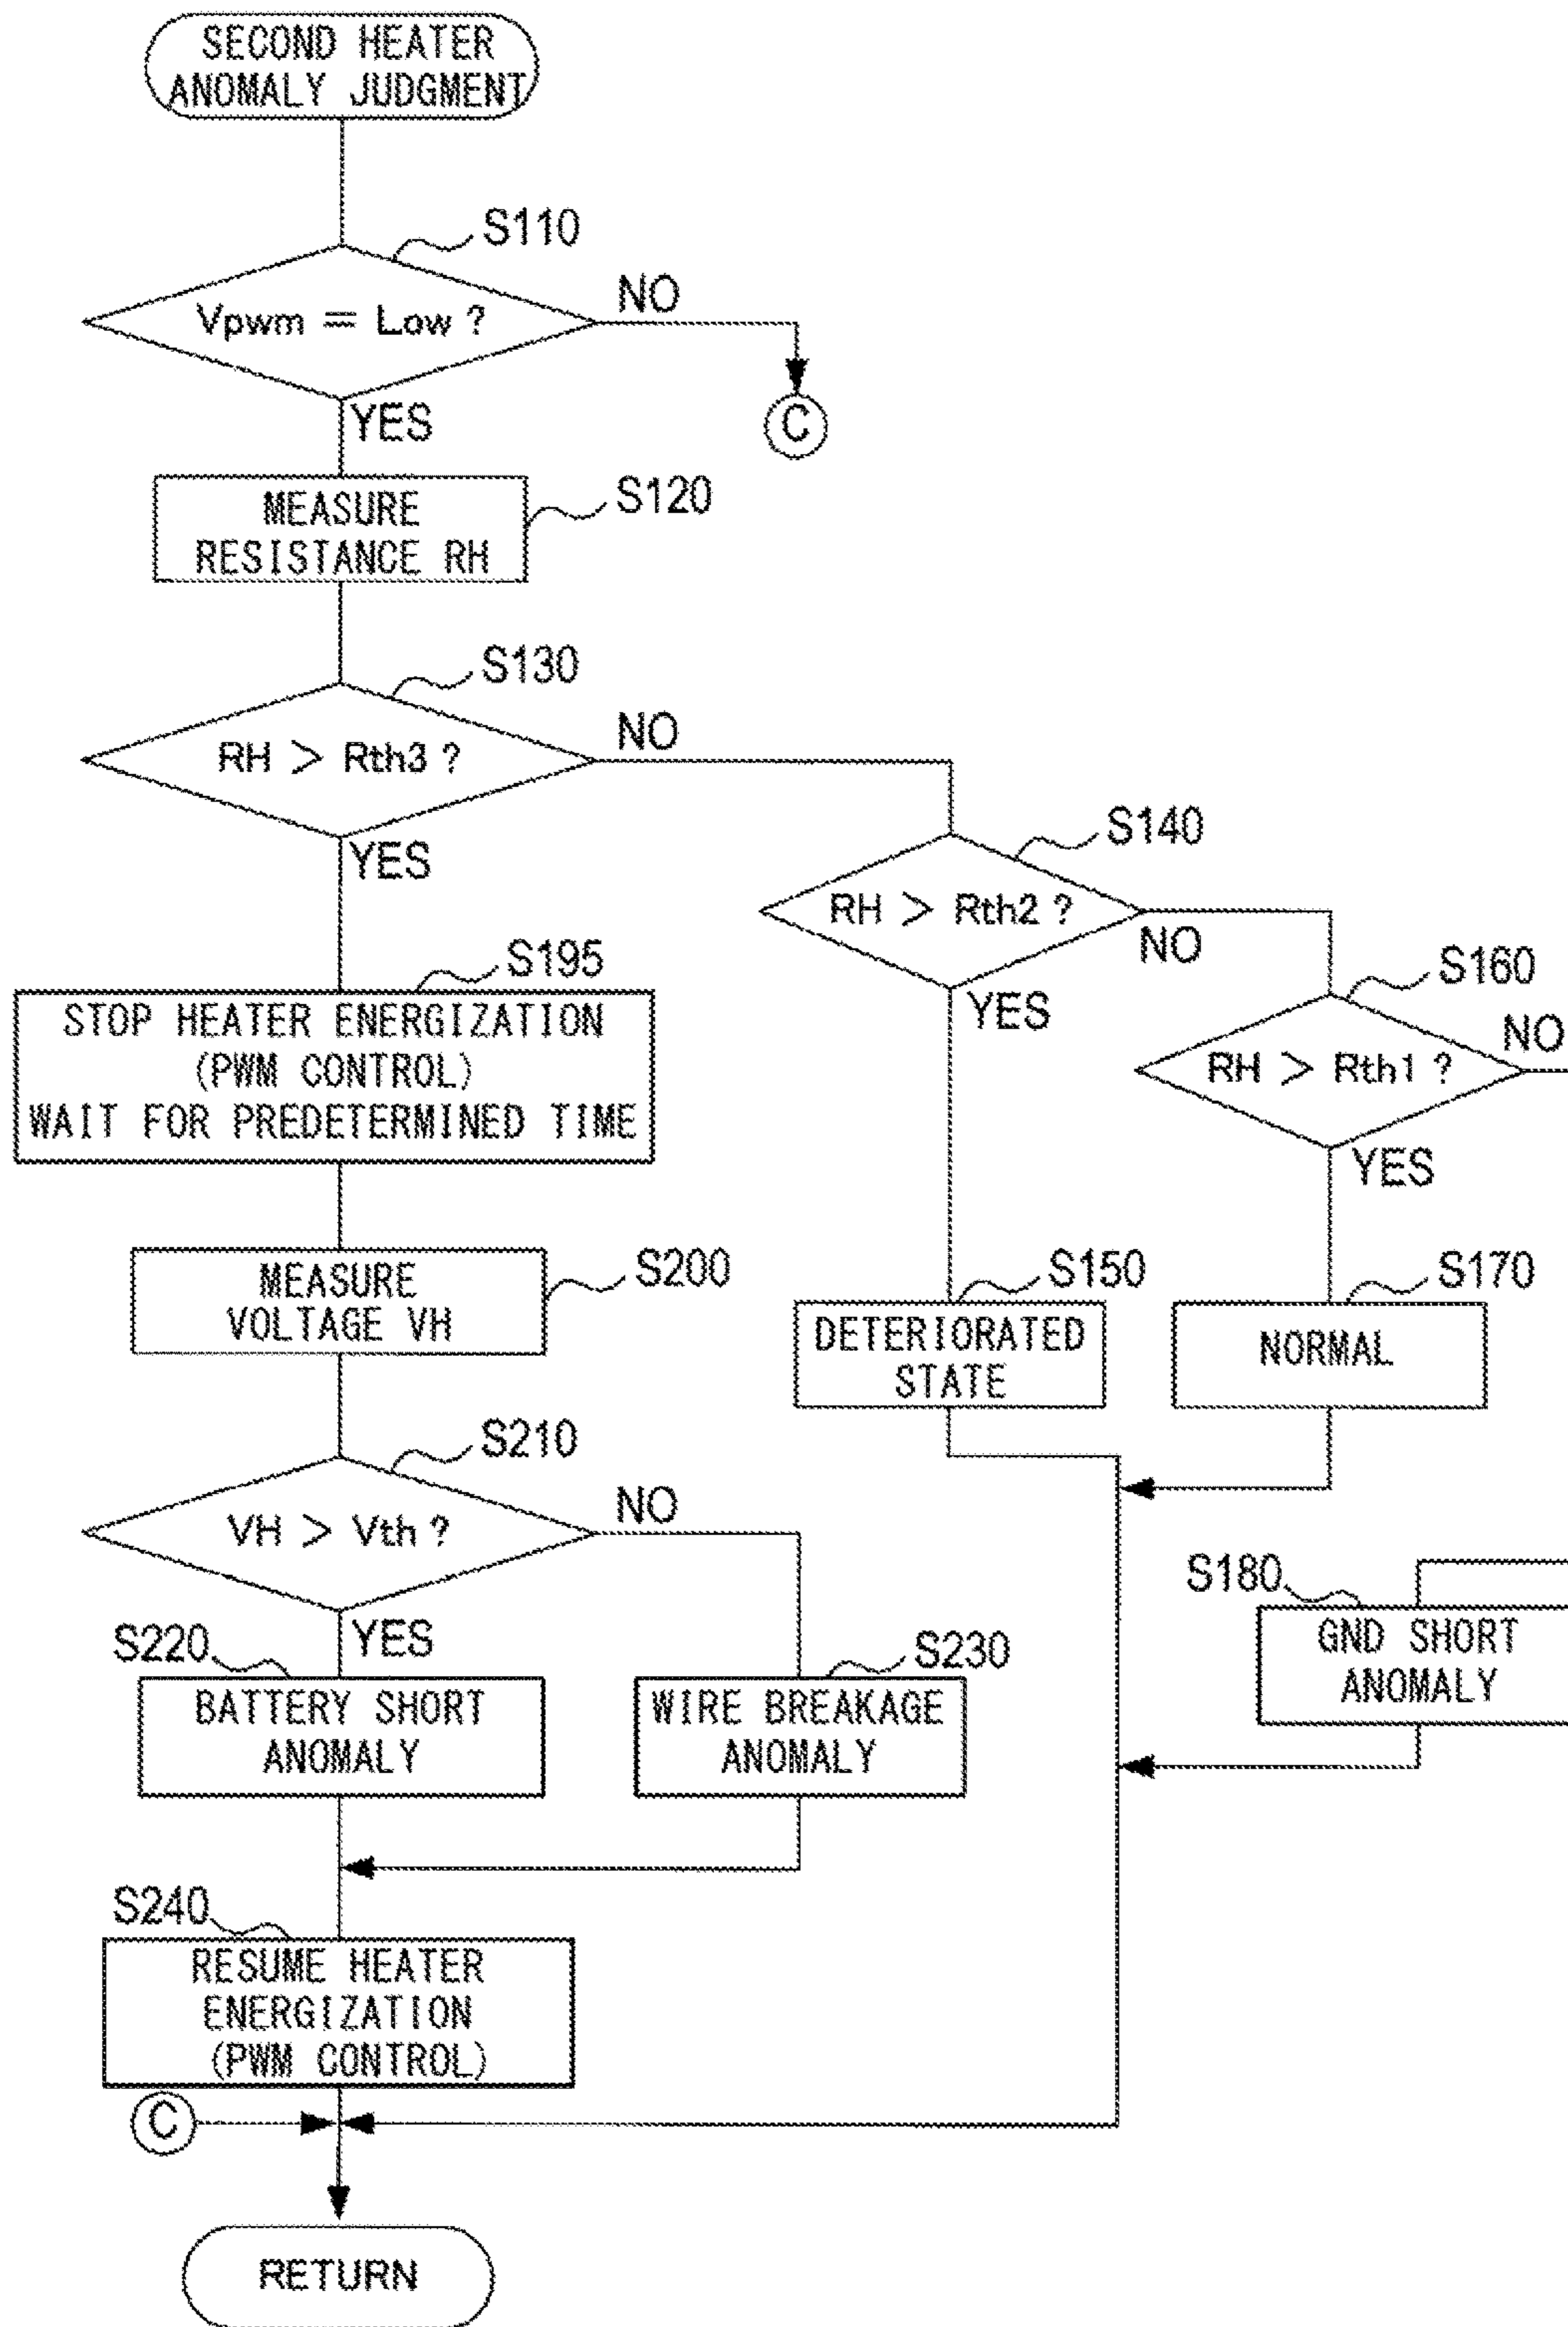 SECOND HEATER
ANOMALY JUDGMENT
S110
Vpwm = Low ?
NO
C
YES
S120
MEASURE
RESISTANCE RH
S130
RH > Rth3 ?
NO
YES
S140
RH > Rth2 ?
NO
YES
S160
RH > Rth1 ?
NO
YES
S195
STOP HEATER ENERGIZATION
(PWM CONTROL)
WAIT FOR PREDETERMINED TIME
S200
MEASURE
VOLTAGE VH
S150
DETERIORATED
STATE
S170
NORMAL
S210
VH > Vth ?
NO
YES
S180
GND SHORT
ANOMALY
S220
BATTERY SHORT
ANOMALY
S230
WIRE BREAKAGE
ANOMALY
S240
RESUME HEATER
ENERGIZATION
(PWM CONTROL)
C
RETURN